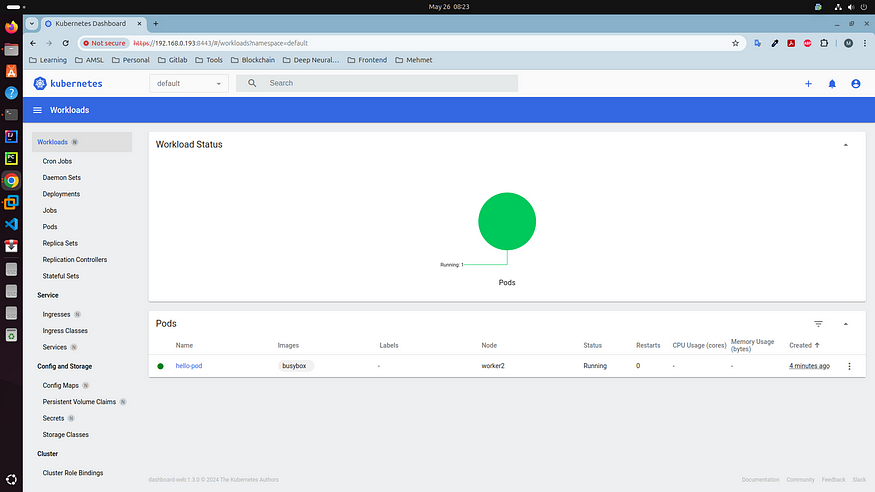 May 26 08:23
Kubernetes Dashboard
Not secure https://192.168.0.193:8443/#/workloads?namespace=default
Learning AMSL Personal Gitlab Tools Blockchain Deep Neural... Frontend Mehmet
kubernetes default Search
Workloads
Workloads N
Cron Jobs
Daemon Sets
Deployments
Jobs
Pods
Replica Sets
Replication Controllers
Stateful Sets
Service
Ingresses N
Ingress Classes
Services N
Config and Storage
Config Maps N
Persistent Volume Claims N
Secrets N
Storage Classes
Cluster
Cluster Role Bindings
Workload Status
Running: 1
Pods
Pods
Name Images Labels Node Status Restarts CPU Usage (cores) Memory Usage (bytes) Created
hello-pod busybox - worker2 Running 0 - - 4 minutes ago
dashboard-web:1.3.0 © 2024 The Kubernetes Authors
Documentation Community Feedback Slack